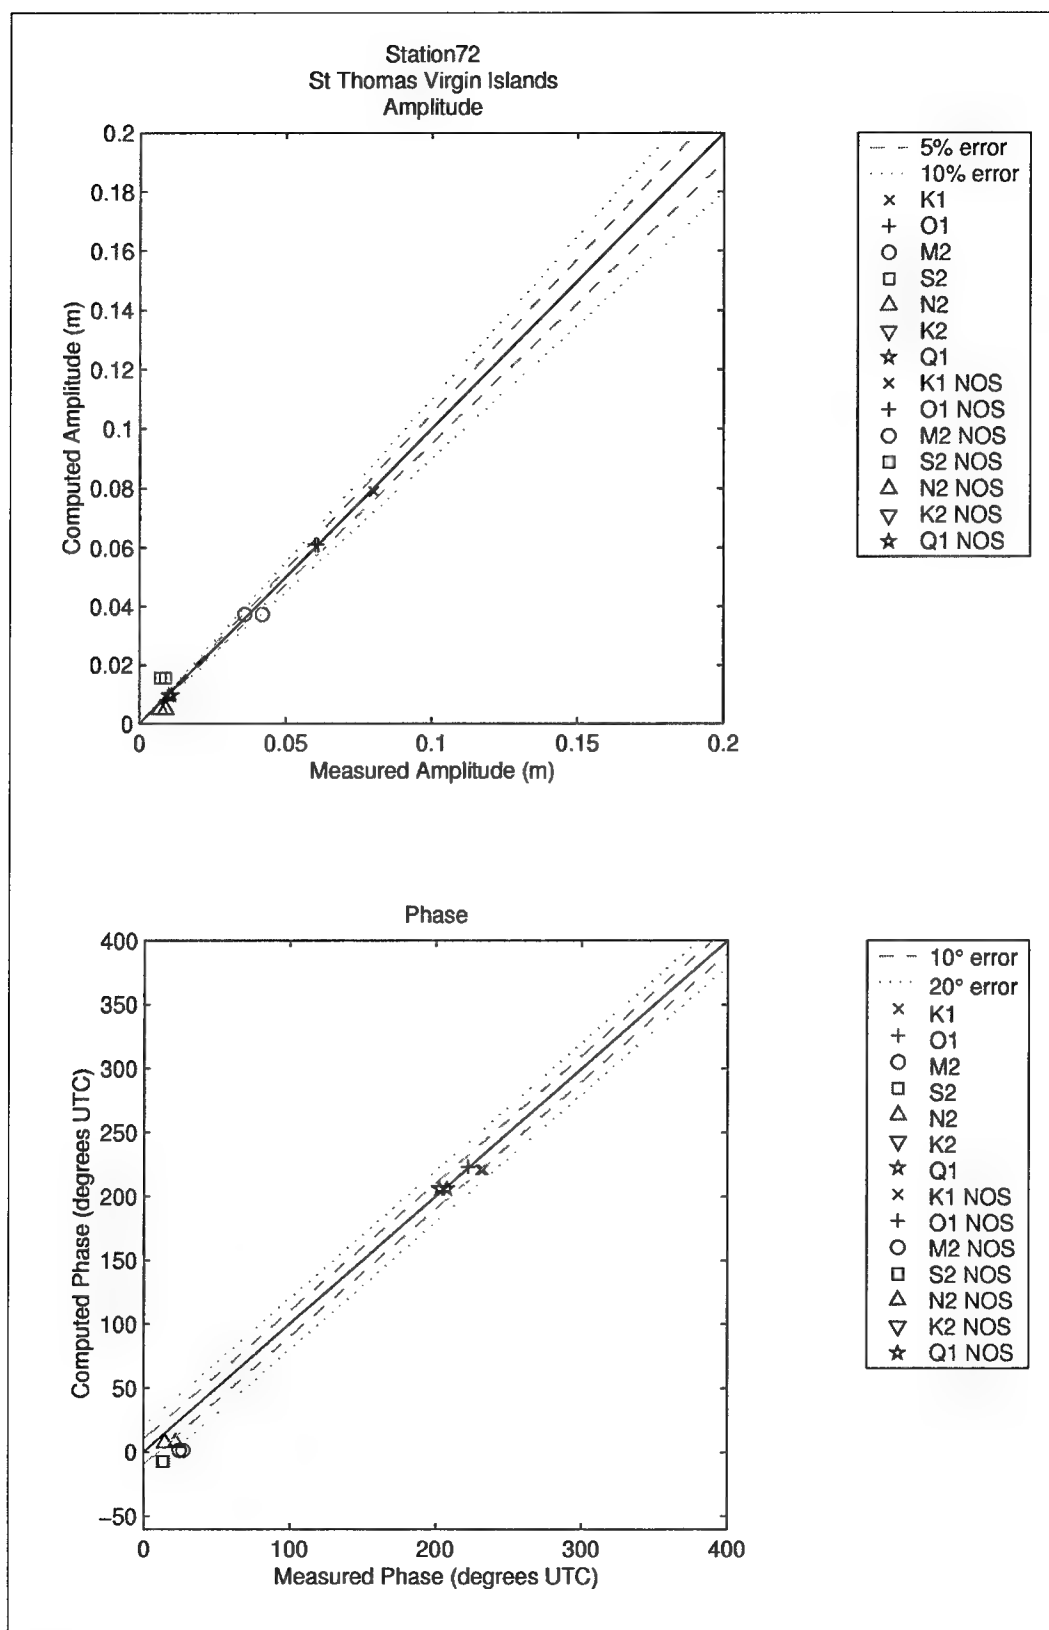 Station72
St Thomas Virgin Islands
Amplitude
0.2
0.18
0.16
0.14
0.12
0.1
0.08
0.06
0.04
0.02
0
Computed Amplitude (m)
0
0.05
0.1
0.15
0.2
Measured Amplitude (m)
5% error
10% error
K1
O1
M2
S2
N2
K2
Q1
K1 NOS
O1 NOS
M2 NOS
S2 NOS
N2 NOS
K2 NOS
Q1 NOS
Phase
400
350
300
250
200
150
100
50
0
−50
Computed Phase (degrees UTC)
0
100
200
300
400
Measured Phase (degrees UTC)
10° error
20° error
K1
O1
M2
S2
N2
K2
Q1
K1 NOS
O1 NOS
M2 NOS
S2 NOS
N2 NOS
K2 NOS
Q1 NOS